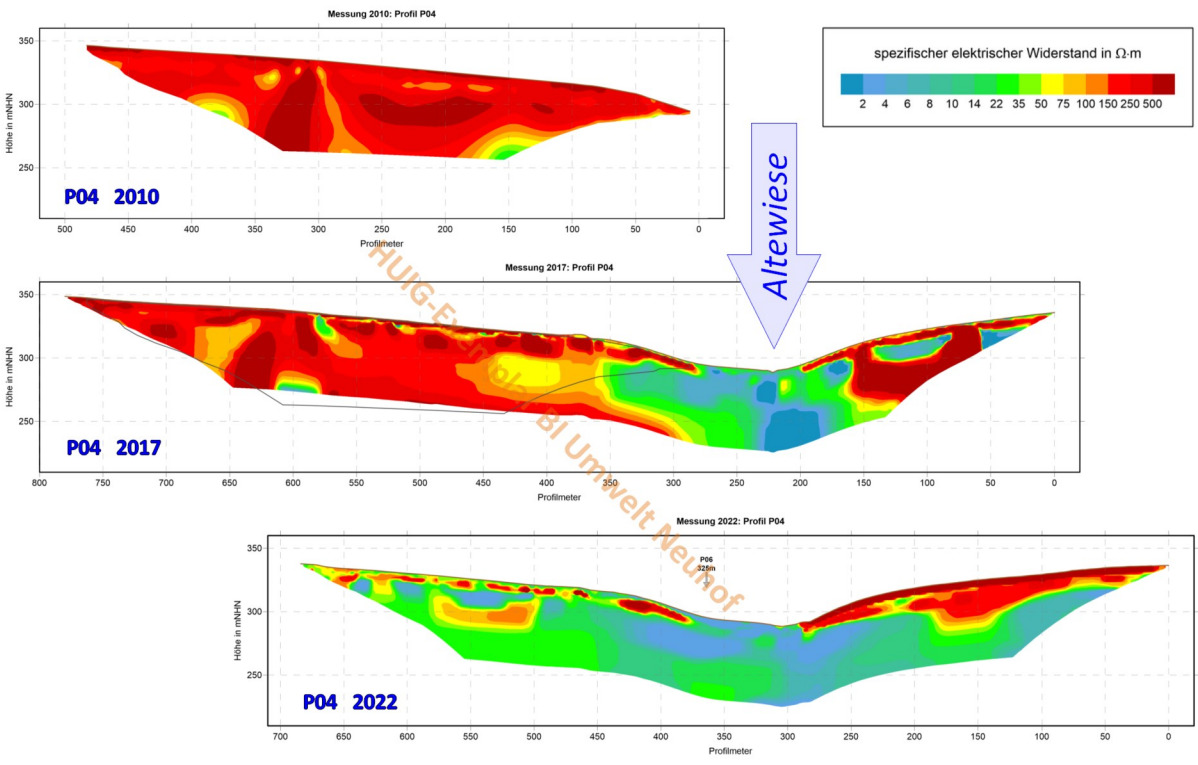 Messung 2010: Profil P04
350
300
250
Höhe in mNHN
P04 2010
500 450 400 350 300 250 200 150 100 50 0
Profilmeter
spezifischer elektrischer Widerstand in Ω·m
2 4 6 8 10 14 22 35 50 75 100 150 250 500
Altewiese
HUIG-Exemplar BI Umwelt Neuhof
Messung 2017: Profil P04
350
300
250
Höhe in mNHN
P04 2017
800 750 700 650 600 550 500 450 400 350 300 250 200 150 100 50 0
Profilmeter
Messung 2022: Profil P04
350
300
250
Höhe in mNHN
P06
325m
P04 2022
700 650 600 550 500 450 400 350 300 250 200 150 100 50 0
Profilmeter